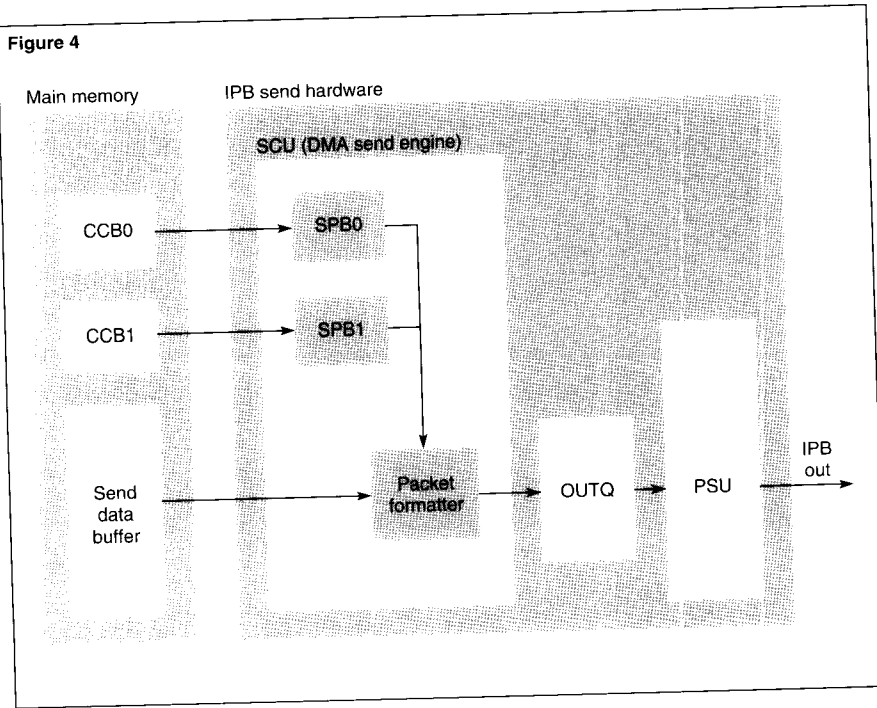 Figure 4
Main memory
IPB send hardware
SCU (DMA send engine)
CCB0
SPB0
CCB1
SPB1
Send
data
buffer
Packet
formatter
OUTQ
PSU
IPB
out